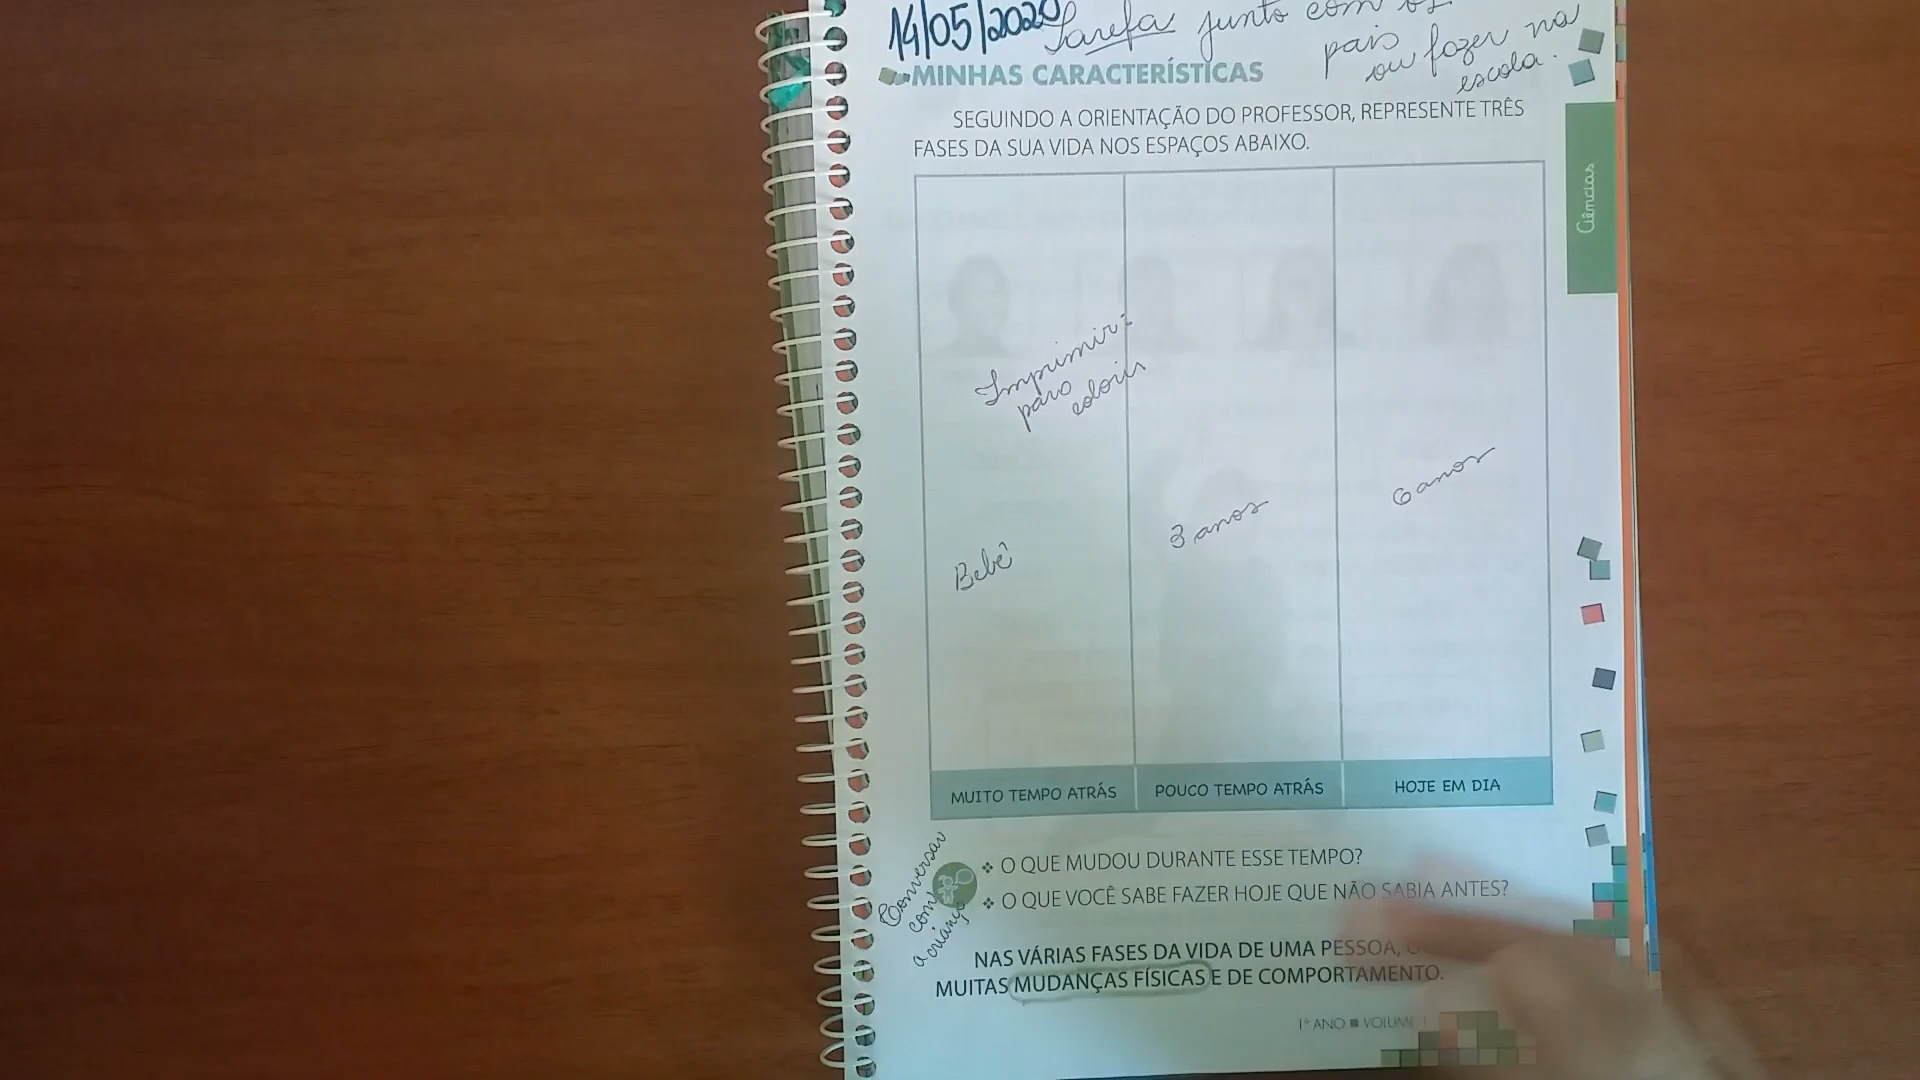 14/05/2020 Tarefa junto com os
pais
ou fazer na
escola.
MINHAS CARACTERÍSTICAS
SEGUINDO A ORIENTAÇÃO DO PROFESSOR, REPRESENTE TRÊS
FASES DA SUA VIDA NOS ESPAÇOS ABAIXO.
Ciências
Imprimir
para
colorir
Bebê
3 anos
6 anos
MUITO TEMPO ATRÁS
POUCO TEMPO ATRÁS
HOJE EM DIA
Conversar
com
a criança
❖ O QUE MUDOU DURANTE ESSE TEMPO?
❖ O QUE VOCÊ SABE FAZER HOJE QUE NÃO SABIA ANTES?
NAS VÁRIAS FASES DA VIDA DE UMA PESSOA,
MUITAS MUDANÇAS FÍSICAS E DE COMPORTAMENTO.
1º ANO ■ VOLUME